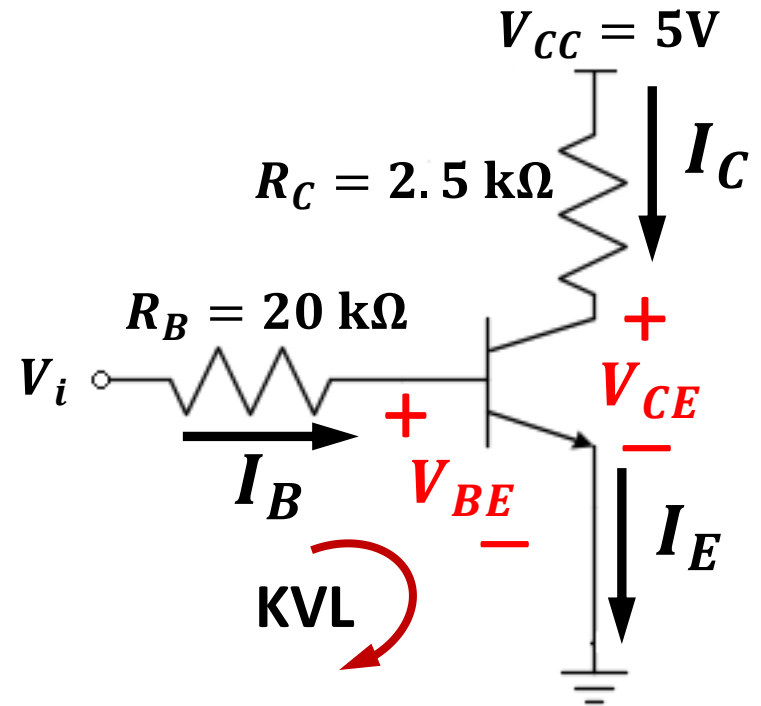 V_CC = 5V
I_C
R_C = 2.5 kΩ
R_B = 20 kΩ
+
V_i
V_CE
+
−
I_B
V_BE
I_E
−
KVL